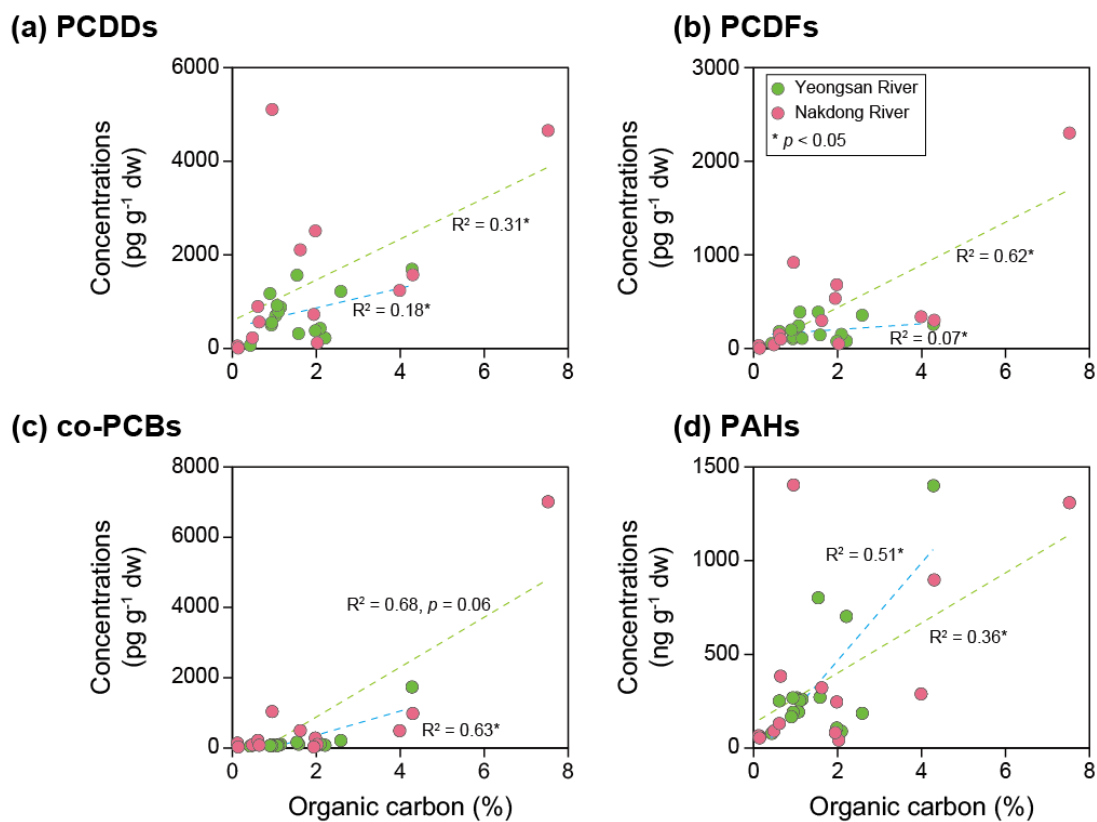 (a) PCDDs
6000
4000
2000
0
Concentrations
(pg g⁻¹ dw)
R² = 0.31*
R² = 0.18*
0 2 4 6 8
(b) PCDFs
3000
2000
1000
0
Concentrations
(pg g⁻¹ dw)
Yeongsan River
Nakdong River
* p < 0.05
R² = 0.62*
R² = 0.07*
0 2 4 6 8
(c) co-PCBs
8000
6000
4000
2000
0
Concentrations
(pg g⁻¹ dw)
R² = 0.68, p = 0.06
R² = 0.63*
0 2 4 6 8
Organic carbon (%)
(d) PAHs
1500
1000
500
0
Concentrations
(ng g⁻¹ dw)
R² = 0.51*
R² = 0.36*
0 2 4 6 8
Organic carbon (%)